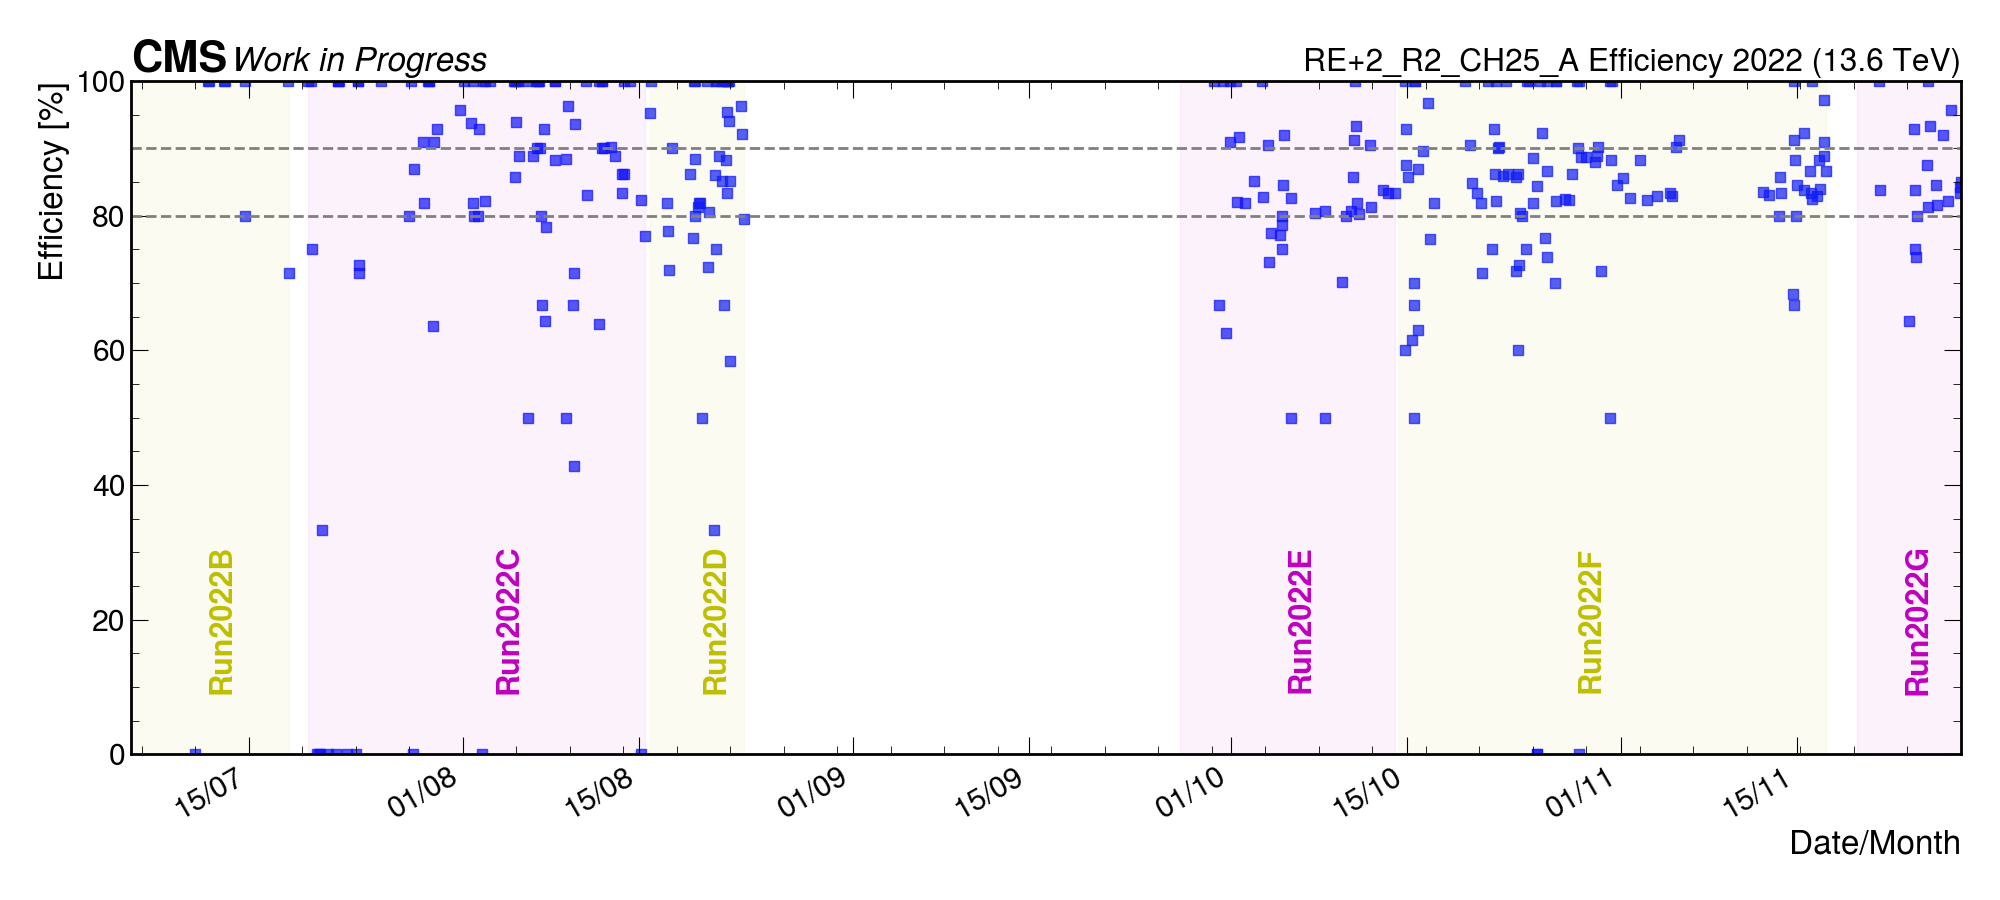 CMS Work in Progress
RE+2_R2_CH25_A Efficiency 2022 (13.6 TeV)
Efficiency [%]
100
80
60
40
20
0
Run2022B
Run2022C
Run2022D
Run2022E
Run2022F
Run2022G
15/07
01/08
15/08
01/09
15/09
01/10
15/10
01/11
15/11
Date/Month